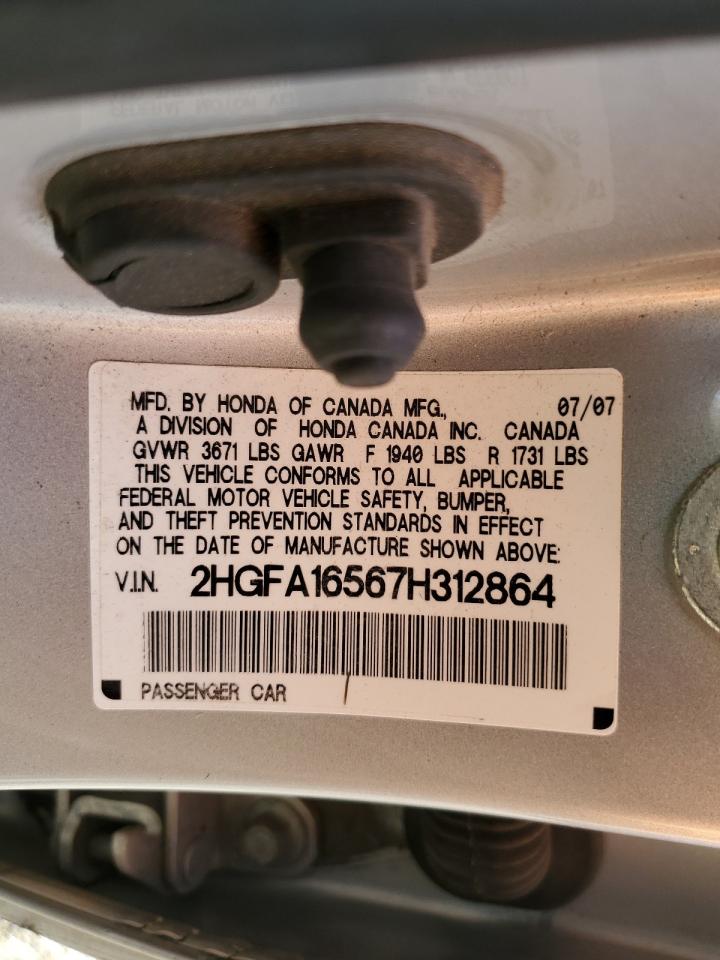 MFD. BY HONDA OF CANADA MFG., 07/07
A DIVISION OF HONDA CANADA INC. CANADA
GVWR 3671 LBS GAWR F 1940 LBS R 1731 LBS
THIS VEHICLE CONFORMS TO ALL APPLICABLE
FEDERAL MOTOR VEHICLE SAFETY, BUMPER,
AND THEFT PREVENTION STANDARDS IN EFFECT
ON THE DATE OF MANUFACTURE SHOWN ABOVE:
V.I.N. 2HGFA16567H312864
PASSENGER CAR